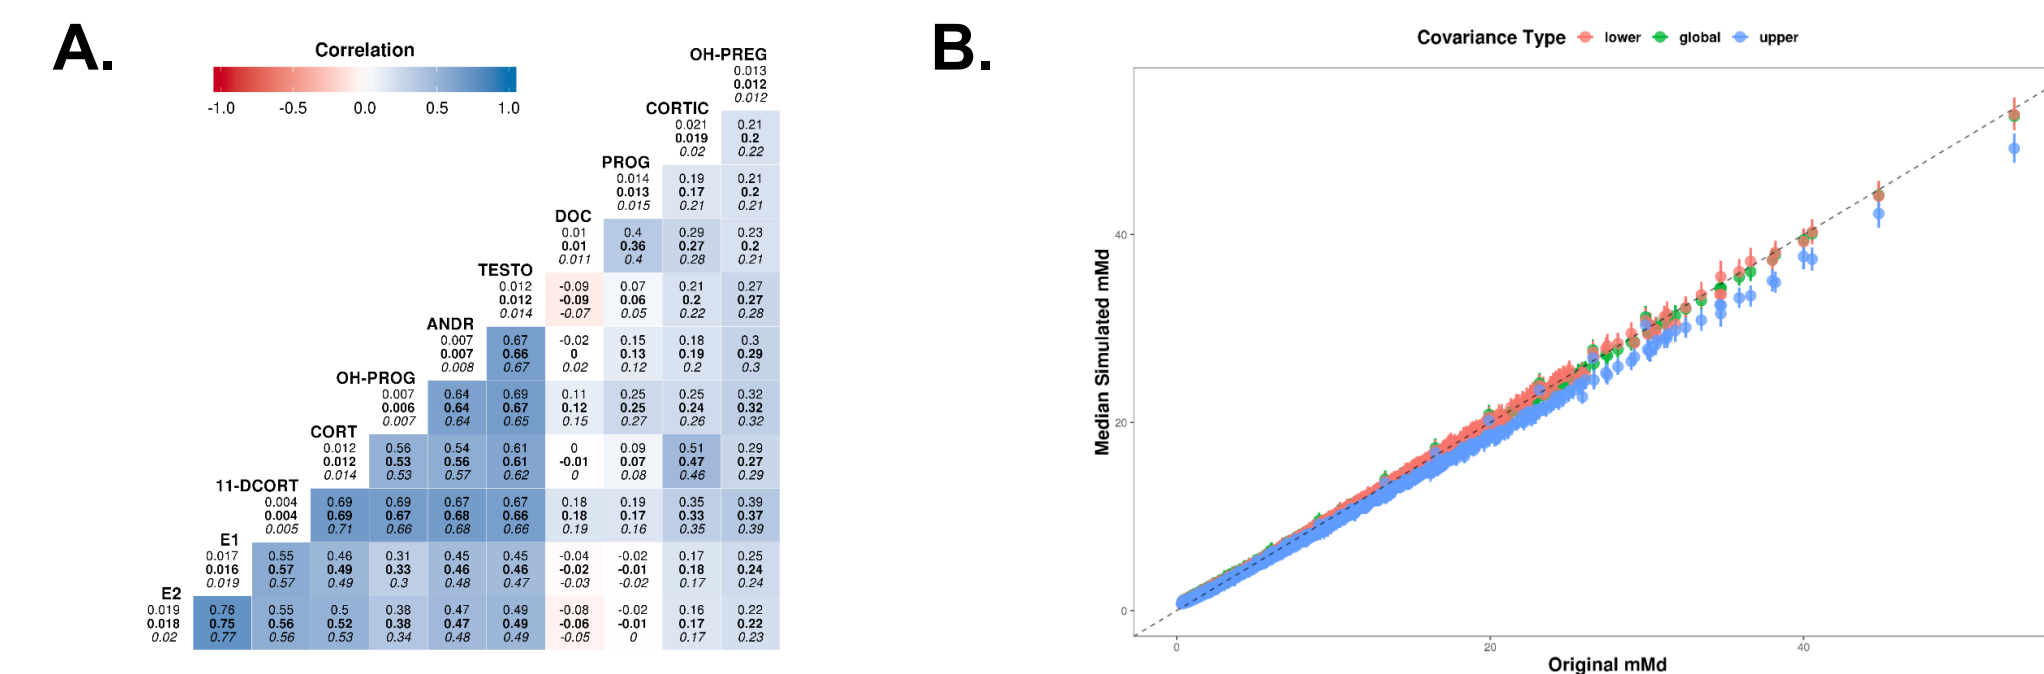 A.
Correlation
-1.0 -0.5 0.0 0.5 1.0
OH-PREG
0.013
0.012
0.012
CORTIC
0.021 0.21
0.019 0.2
0.02 0.22
PROG
0.014 0.19 0.21
0.013 0.17 0.2
0.015 0.21 0.21
DOC
0.01 0.4 0.29 0.23
0.01 0.36 0.27 0.2
0.011 0.4 0.28 0.21
TESTO
0.012 -0.09 0.07 0.21 0.27
0.012 -0.09 0.06 0.2 0.27
0.014 -0.07 0.05 0.22 0.28
ANDR
0.007 0.67 -0.02 0.15 0.18 0.3
0.007 0.66 0 0.13 0.19 0.29
0.008 0.67 0.02 0.12 0.2 0.3
OH-PROG
0.007 0.64 0.69 0.11 0.25 0.25 0.32
0.006 0.64 0.67 0.12 0.25 0.24 0.32
0.007 0.64 0.65 0.15 0.27 0.26 0.32
CORT
0.012 0.56 0.54 0.61 0 0.09 0.51 0.29
0.012 0.53 0.56 0.61 -0.01 0.07 0.47 0.27
0.014 0.53 0.57 0.62 0 0.08 0.46 0.29
11-DCORT
0.004 0.69 0.69 0.67 0.67 0.18 0.19 0.35 0.39
0.004 0.69 0.67 0.68 0.66 0.18 0.17 0.33 0.37
0.005 0.71 0.66 0.68 0.66 0.19 0.16 0.35 0.39
E1
0.017 0.55 0.46 0.31 0.45 0.45 -0.04 -0.02 0.17 0.25
0.016 0.57 0.49 0.33 0.46 0.46 -0.02 -0.01 0.18 0.24
0.019 0.57 0.49 0.3 0.48 0.47 -0.03 -0.02 0.17 0.24
E2
0.019 0.76 0.55 0.5 0.38 0.47 0.49 -0.08 -0.02 0.16 0.22
0.018 0.75 0.56 0.52 0.38 0.47 0.49 -0.06 -0.01 0.17 0.22
0.02 0.77 0.56 0.53 0.34 0.48 0.49 -0.05 0 0.17 0.23
B.
Covariance Type lower global upper
Median Simulated mMd
40
20
0
0 20 40
Original mMd